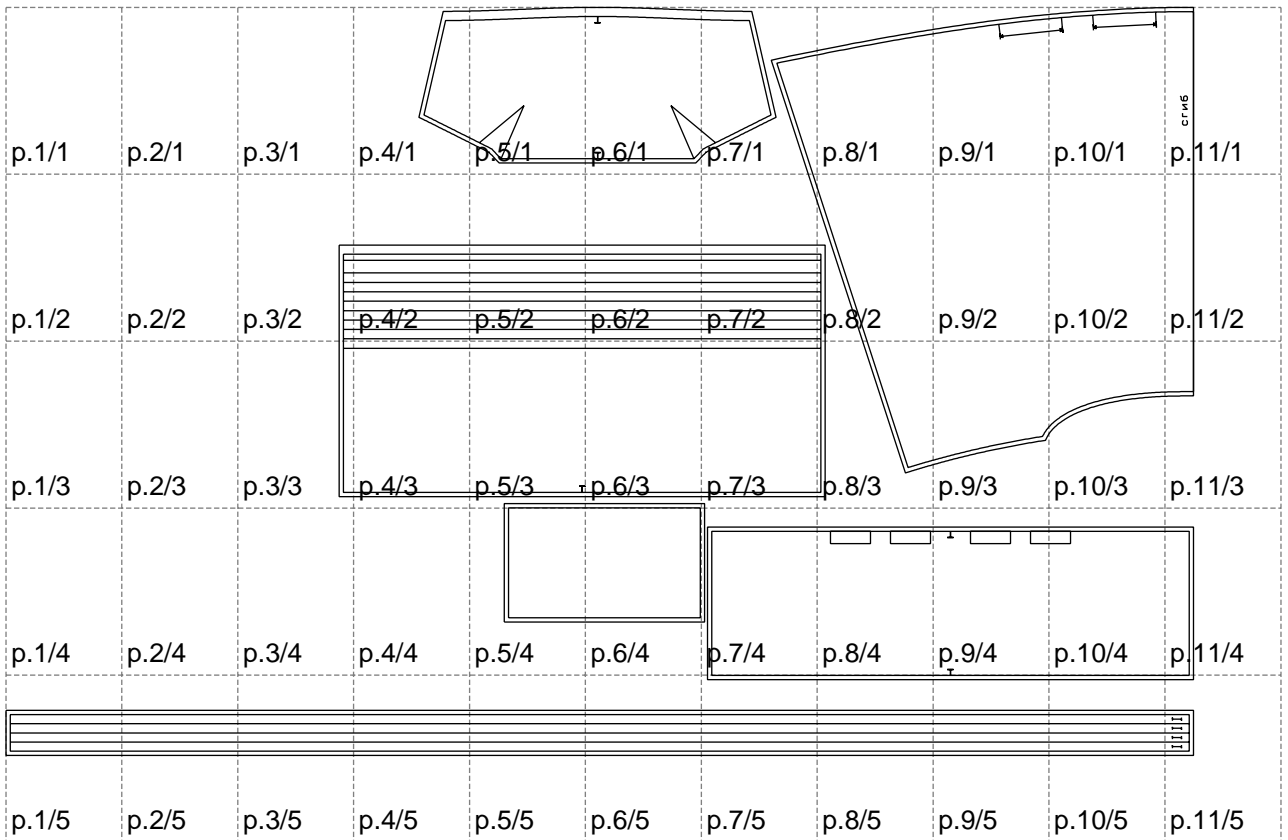 сгиб
p.1/1 p.2/1 p.3/1 p.4/1 p.5/1 p.6/1 p.7/1 p.8/1 p.9/1 p.10/1 p.11/1
p.1/2 p.2/2 p.3/2 p.4/2 p.5/2 p.6/2 p.7/2 p.8/2 p.9/2 p.10/2 p.11/2
p.1/3 p.2/3 p.3/3 p.4/3 p.5/3 p.6/3 p.7/3 p.8/3 p.9/3 p.10/3 p.11/3
p.1/4 p.2/4 p.3/4 p.4/4 p.5/4 p.6/4 p.7/4 p.8/4 p.9/4 p.10/4 p.11/4
p.1/5 p.2/5 p.3/5 p.4/5 p.5/5 p.6/5 p.7/5 p.8/5 p.9/5 p.10/5 p.11/5